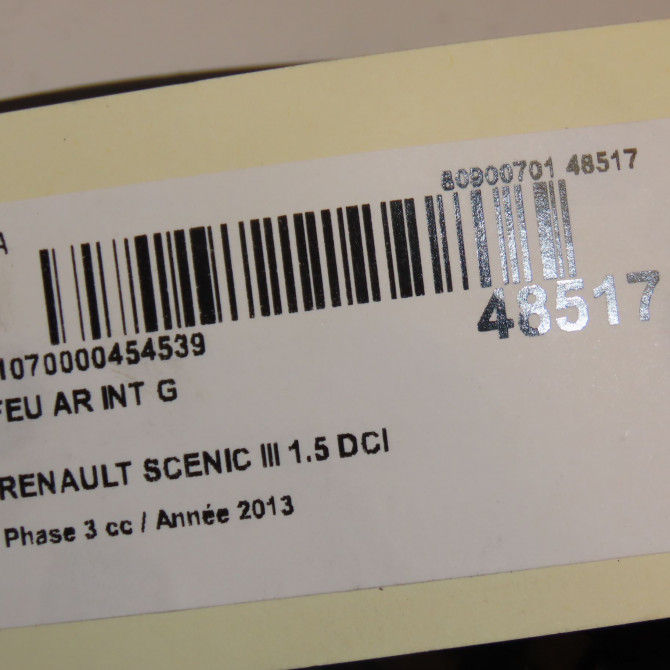 80900701 48517
A
48517
1070000454539
FEU AR INT G
RENAULT SCENIC III 1.5 DCI
Phase 3 cc / Année 2013